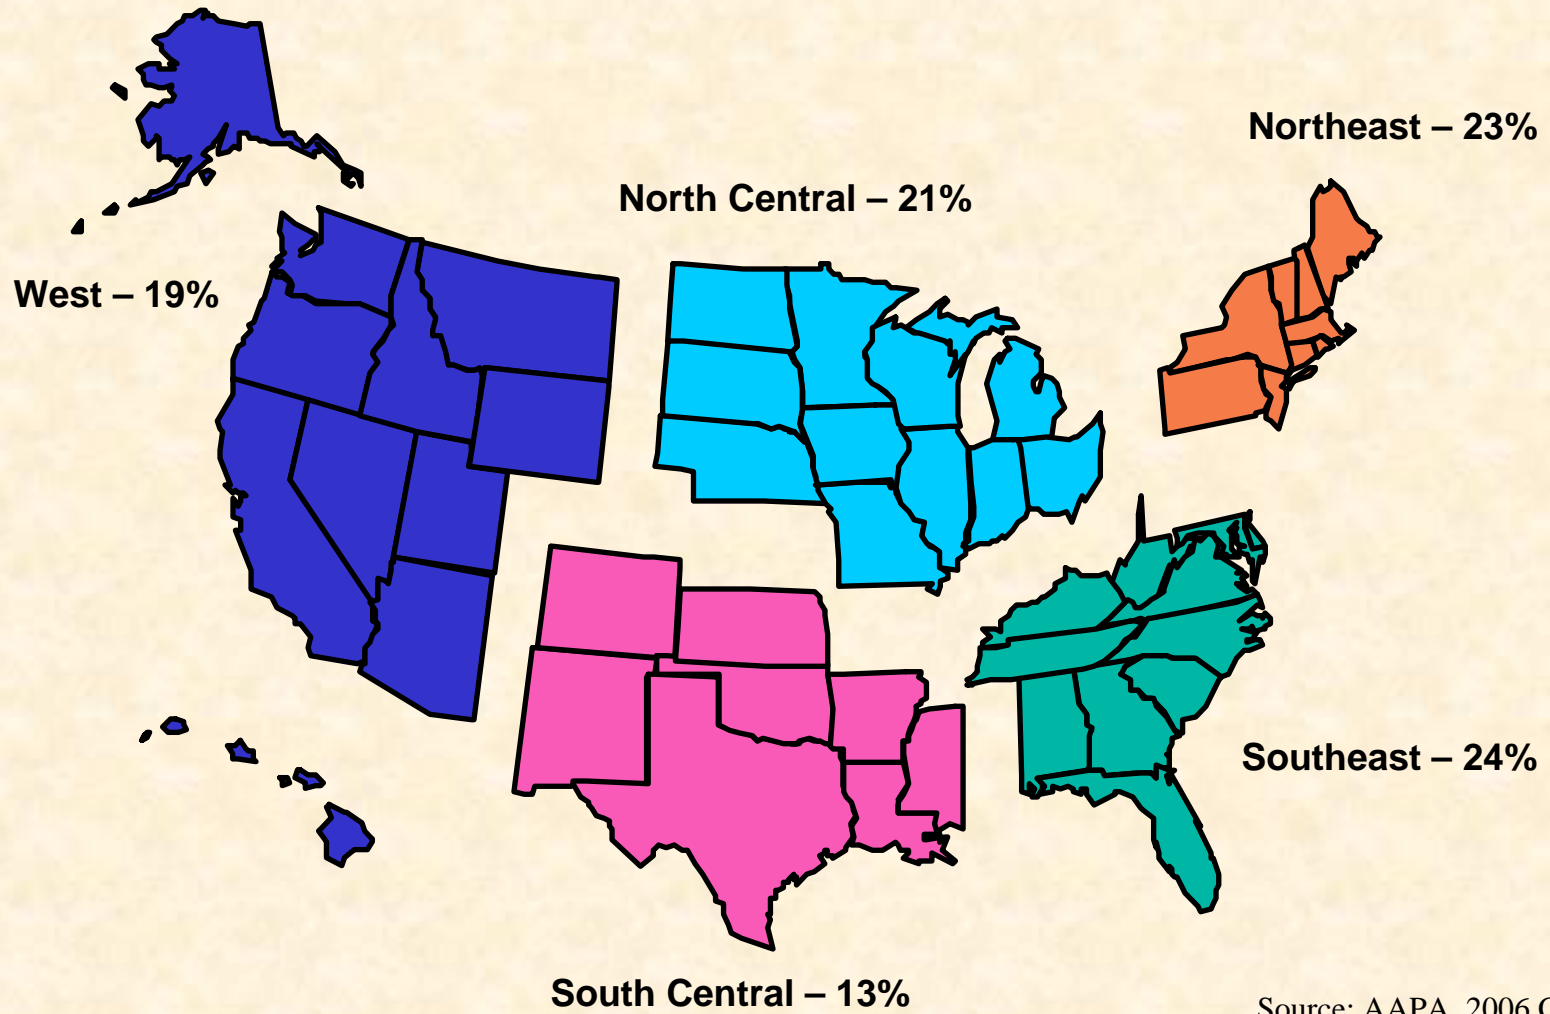 Northeast – 23%
North Central – 21%
West – 19%
Southeast – 24%
South Central – 13%
Source: AAPA, 2006